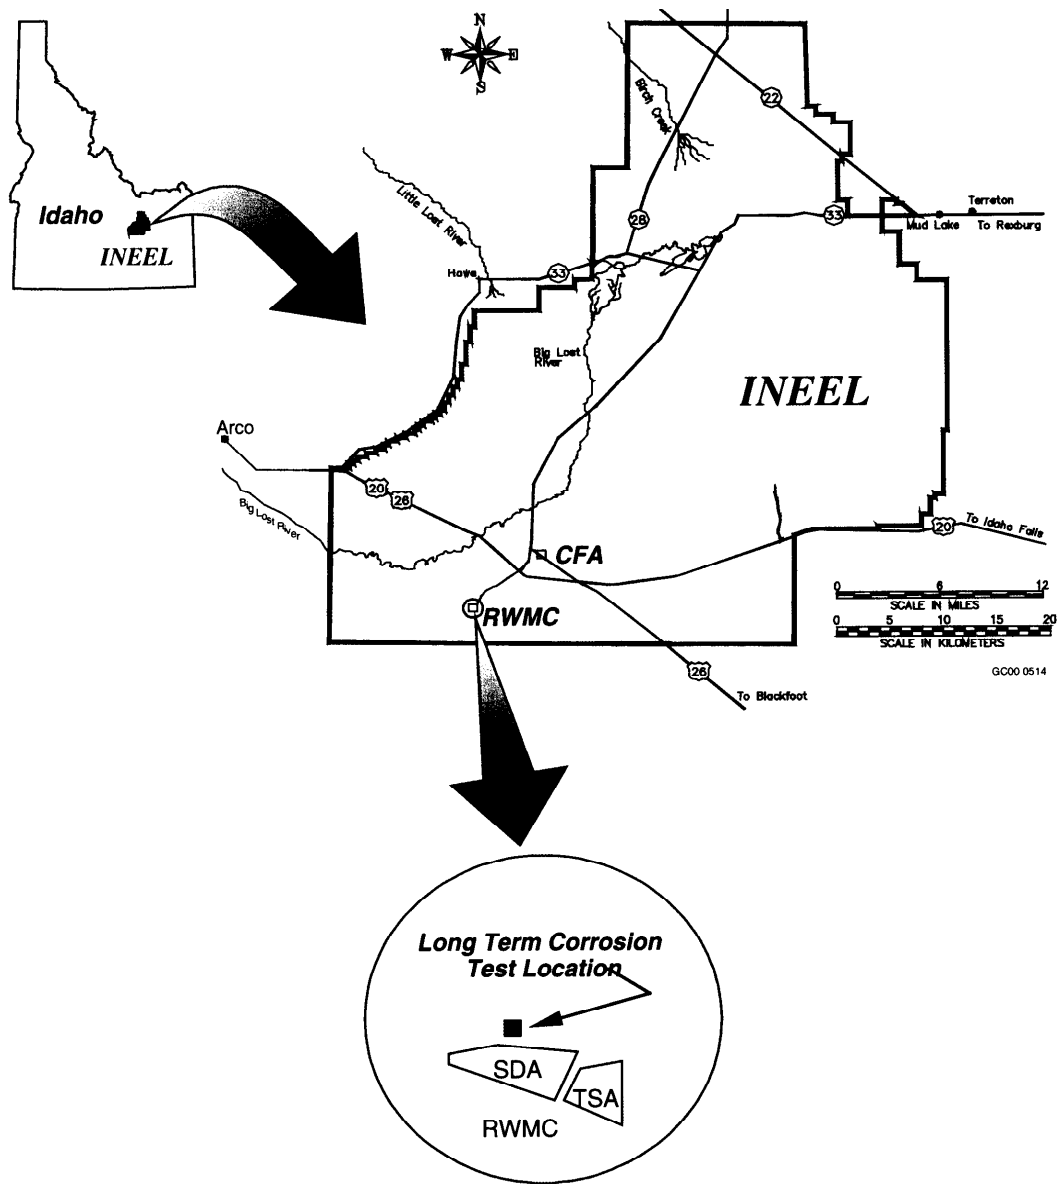 N
W
E
S
22
Birch Creek
Little Lost
River
Idaho
INEEL
28
33
Terreton
Mud Lake
To Rexburg
Howe
33
Big Lost
River
INEEL
Arco
20
26
Big Lost River
20
To Idaho Falls
CFA
RWMC
0
6
12
SCALE IN MILES
0
5
10
15
20
SCALE IN KILOMETERS
GC00 0514
26
To Blackfoot
Long Term Corrosion
Test Location
SDA
TSA
RWMC